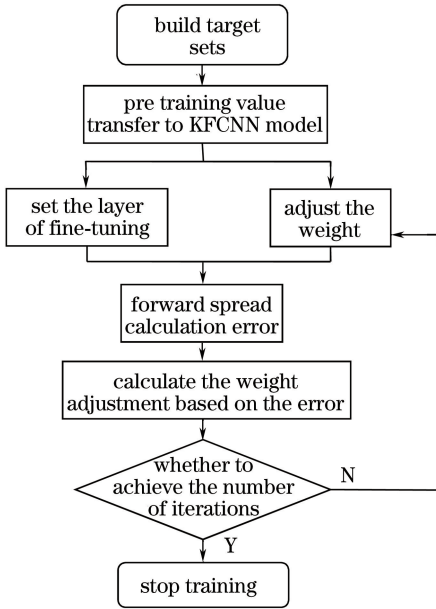 build target
sets
pre training value
transfer to KFCNN model
set the layer
of fine-tuning
adjust the
weight
forward spread
calculation error
calculate the weight
adjustment based on the error
whether to
achieve the number
of iterations
N
Y
stop training